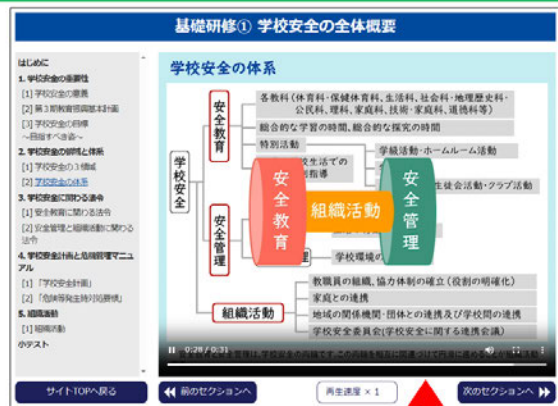 基礎研修① 学校安全の全体概要
はじめに
1. 学校安全の重要性
[1] 学校安全の意義
[2] 第3期教育振興基本計画
[3] 学校安全の目標
～目指すべき姿～
2. 学校安全の領域と体系
[1] 学校安全の3領域
[2] 学校安全の体系
3. 学校安全に関わる法令
[1] 安全教育に関わる法令
[2] 安全管理と組織活動に関わる
法令
4. 学校安全計画と危機管理マニュ
アル
[1] 「学校安全計画」
[2] 「危険等発生時対処要領」
5. 組織活動
[1] 組織活動
小テスト
学校安全の体系
学校安全
安全教育
各教科(体育科・保健体育科、生活科、社会科・地理歴史科・
公民科、理科、家庭科、技術・家庭科、道徳科等)
総合的な学習の時間、総合的な探究の時間
特別活動
学級活動・ホームルーム活動
校生活での
別指導
生徒会活動・クラブ活動
安全教育
組織活動
安全管理
安全管理
学校環境の
組織活動
教職員の組織、協力体制の確立(役割の明確化)
家庭との連携
地域の関係機関・団体との連携及び学校間の連携
学校安全委員会(学校安全に関する連携会議)
0:28 / 0:31
サイトTOPへ戻る
前のセクションへ
再生速度 × 1
次のセクションへ